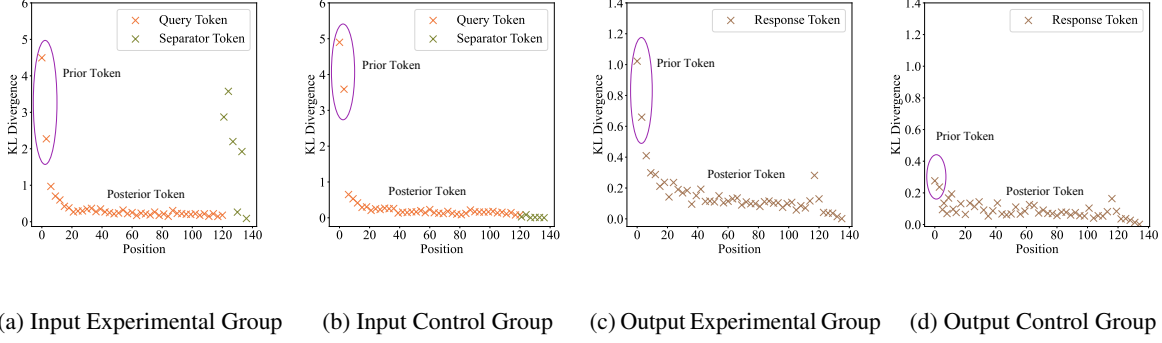 6
5
4
3
2
1
0
KL Divergence
Query Token
Separator Token
Prior Token
Posterior Token
0 20 40 60 80 100 120 140
Position
6
5
4
3
2
1
0
KL Divergence
Query Token
Separator Token
Prior Token
Posterior Token
0 20 40 60 80 100 120 140
Position
1.4
1.2
1.0
0.8
0.6
0.4
0.2
0.0
KL Divergence
Response Token
Prior Token
Posterior Token
0 20 40 60 80 100 120 140
Position
1.4
1.2
1.0
0.8
0.6
0.4
0.2
0.0
KL Divergence
Response Token
Prior Token
Posterior Token
0 20 40 60 80 100 120 140
Position
(a) Input Experimental Group
(b) Input Control Group
(c) Output Experimental Group
(d) Output Control Group